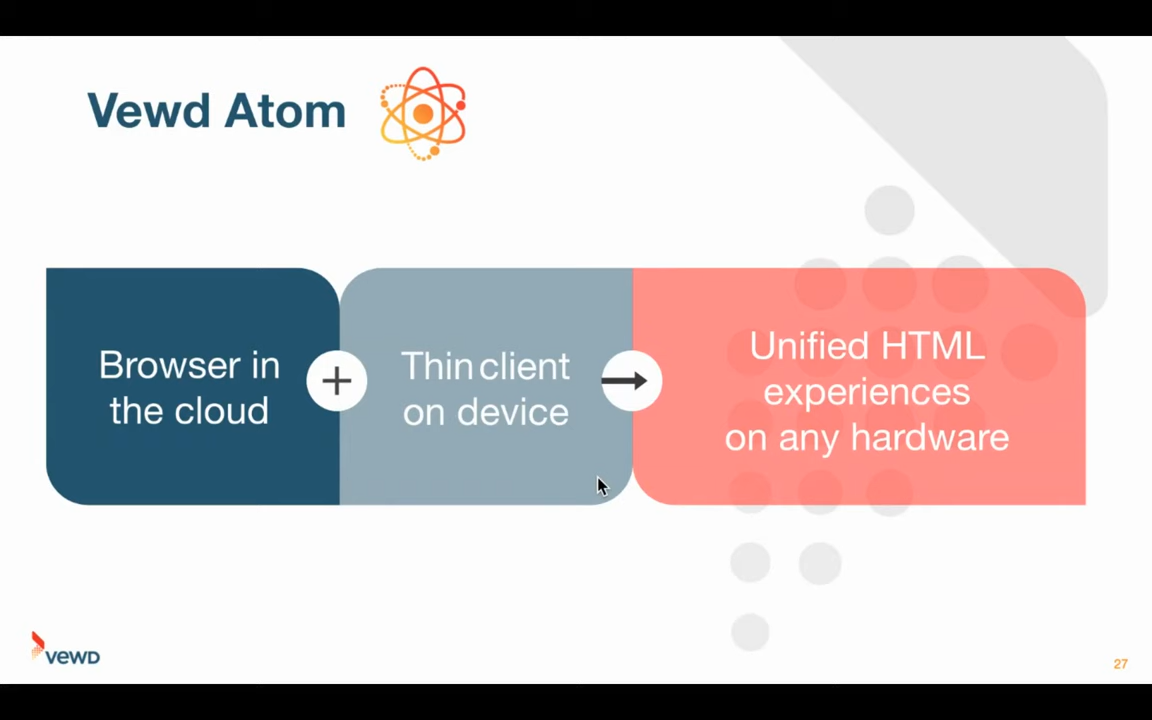 Vewd Atom
Browser in
the cloud
+
Thin client
on device
Unified HTML
experiences
on any hardware
VEWD
27